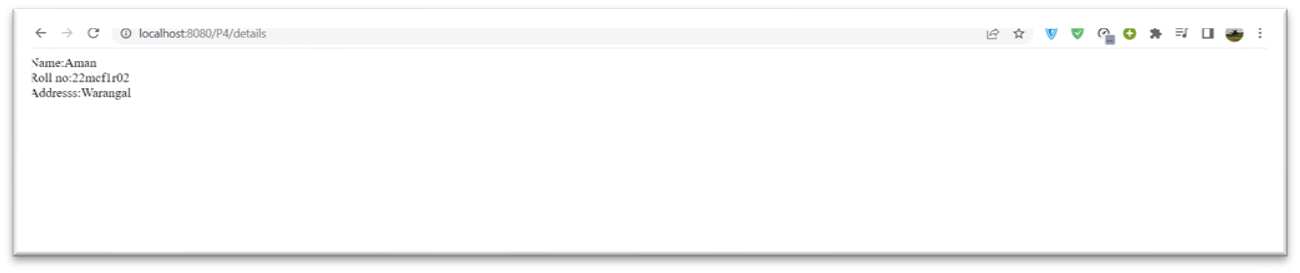 localhost:8080/P4/details
Name:Aman
Roll no:22mcf1r02
Addresss:Warangal